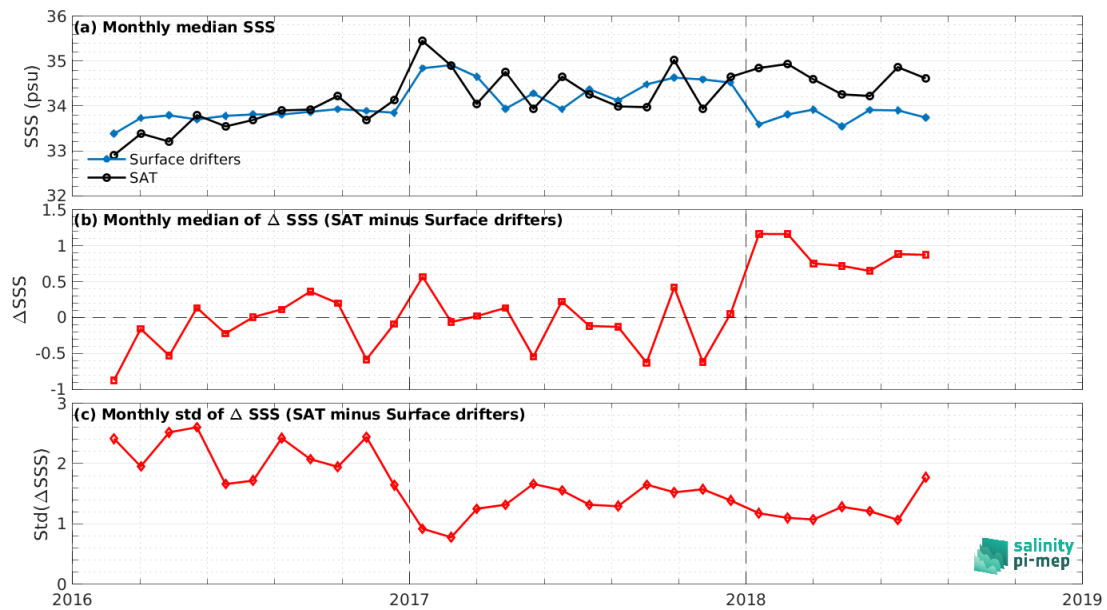 36
(a) Monthly median SSS
35
34
33
32
SSS (psu)
Surface drifters
SAT
1.5
(b) Monthly median of Δ SSS (SAT minus Surface drifters)
1
0.5
0
-0.5
-1
ΔSSS
3
(c) Monthly std of Δ SSS (SAT minus Surface drifters)
2
1
0
Std(ΔSSS)
salinity
pi-mep
2016 2017 2018 2019